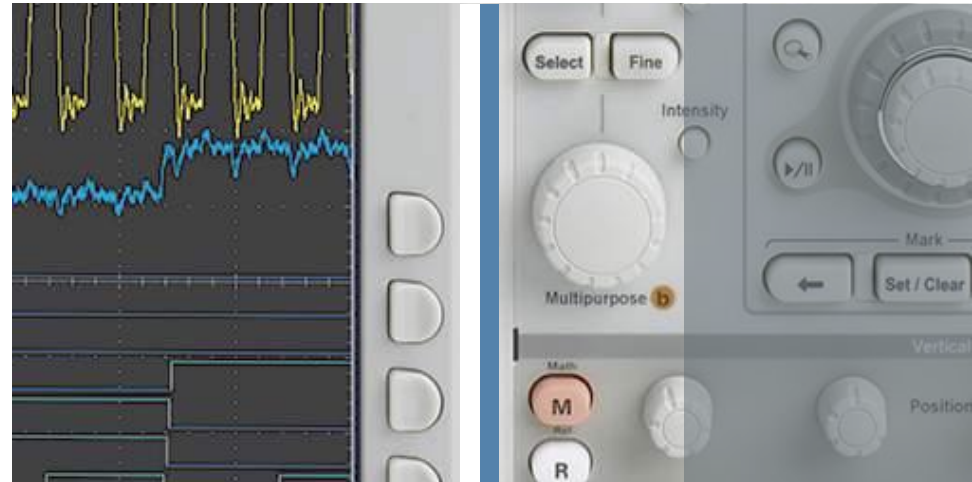 Select
Fine
Intensity
Multipurpose b
Mark
Set / Clear
Vertical
Math
M
Position
Ref
R